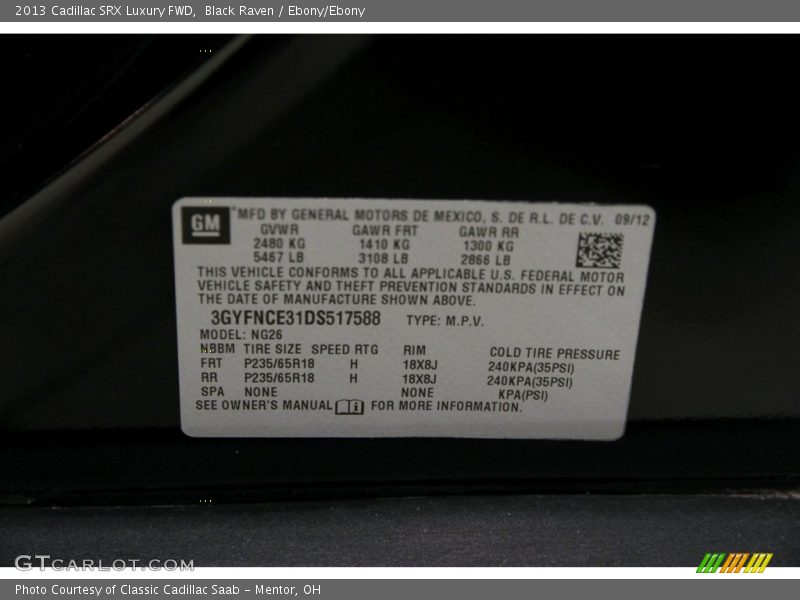 2013 Cadillac SRX Luxury FWD, Black Raven / Ebony/Ebony
GM MFD BY GENERAL MOTORS DE MEXICO, S. DE R.L. DE C.V. 09/12
GVWR GAWR FRT GAWR RR
2480 KG 1410 KG 1300 KG
5467 LB 3108 LB 2866 LB
THIS VEHICLE CONFORMS TO ALL APPLICABLE U.S. FEDERAL MOTOR
VEHICLE SAFETY AND THEFT PREVENTION STANDARDS IN EFFECT ON
THE DATE OF MANUFACTURE SHOWN ABOVE.
3GYFNCE31DS517588 TYPE: M.P.V.
MODEL: NG26
NBBM TIRE SIZE SPEED RTG RIM COLD TIRE PRESSURE
FRT P235/65R18 H 18X8J 240KPA(35PSI)
RR P235/65R18 H 18X8J 240KPA(35PSI)
SPA NONE NONE KPA(PSI)
SEE OWNER'S MANUAL FOR MORE INFORMATION.
GTCARLOT.COM
Photo Courtesy of Classic Cadillac Saab – Mentor, OH